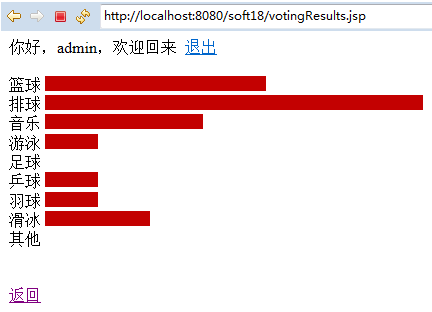 http://localhost:8080/soft18/votingResults.jsp
你好，admin，欢迎回来 退出
篮球
排球
音乐
游泳
足球
乒球
羽球
滑冰
其他
返回